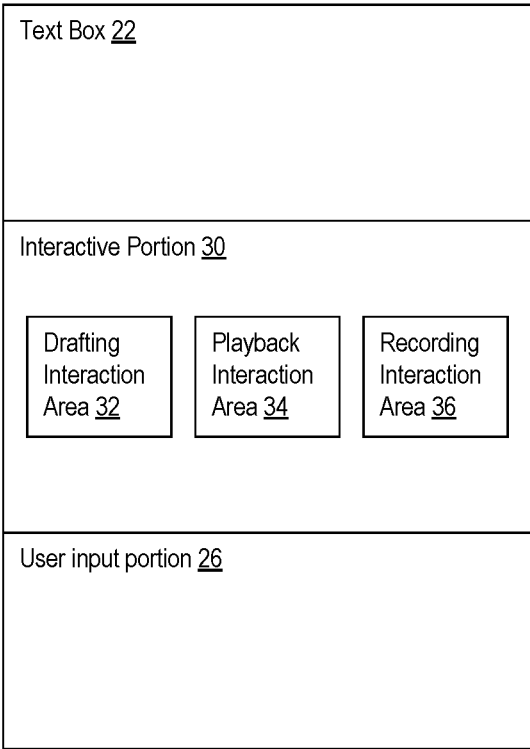 Text Box 22
Interactive Portion 30
Drafting
Interaction
Area 32
Playback
Interaction
Area 34
Recording
Interaction
Area 36
User input portion 26